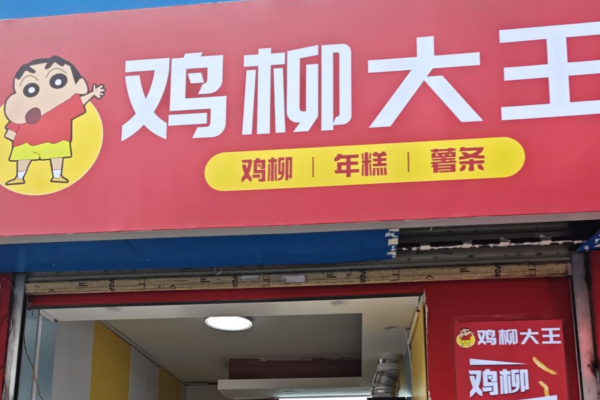 鸡柳大王
鸡柳 | 年糕 | 薯条
鸡柳大王
鸡柳